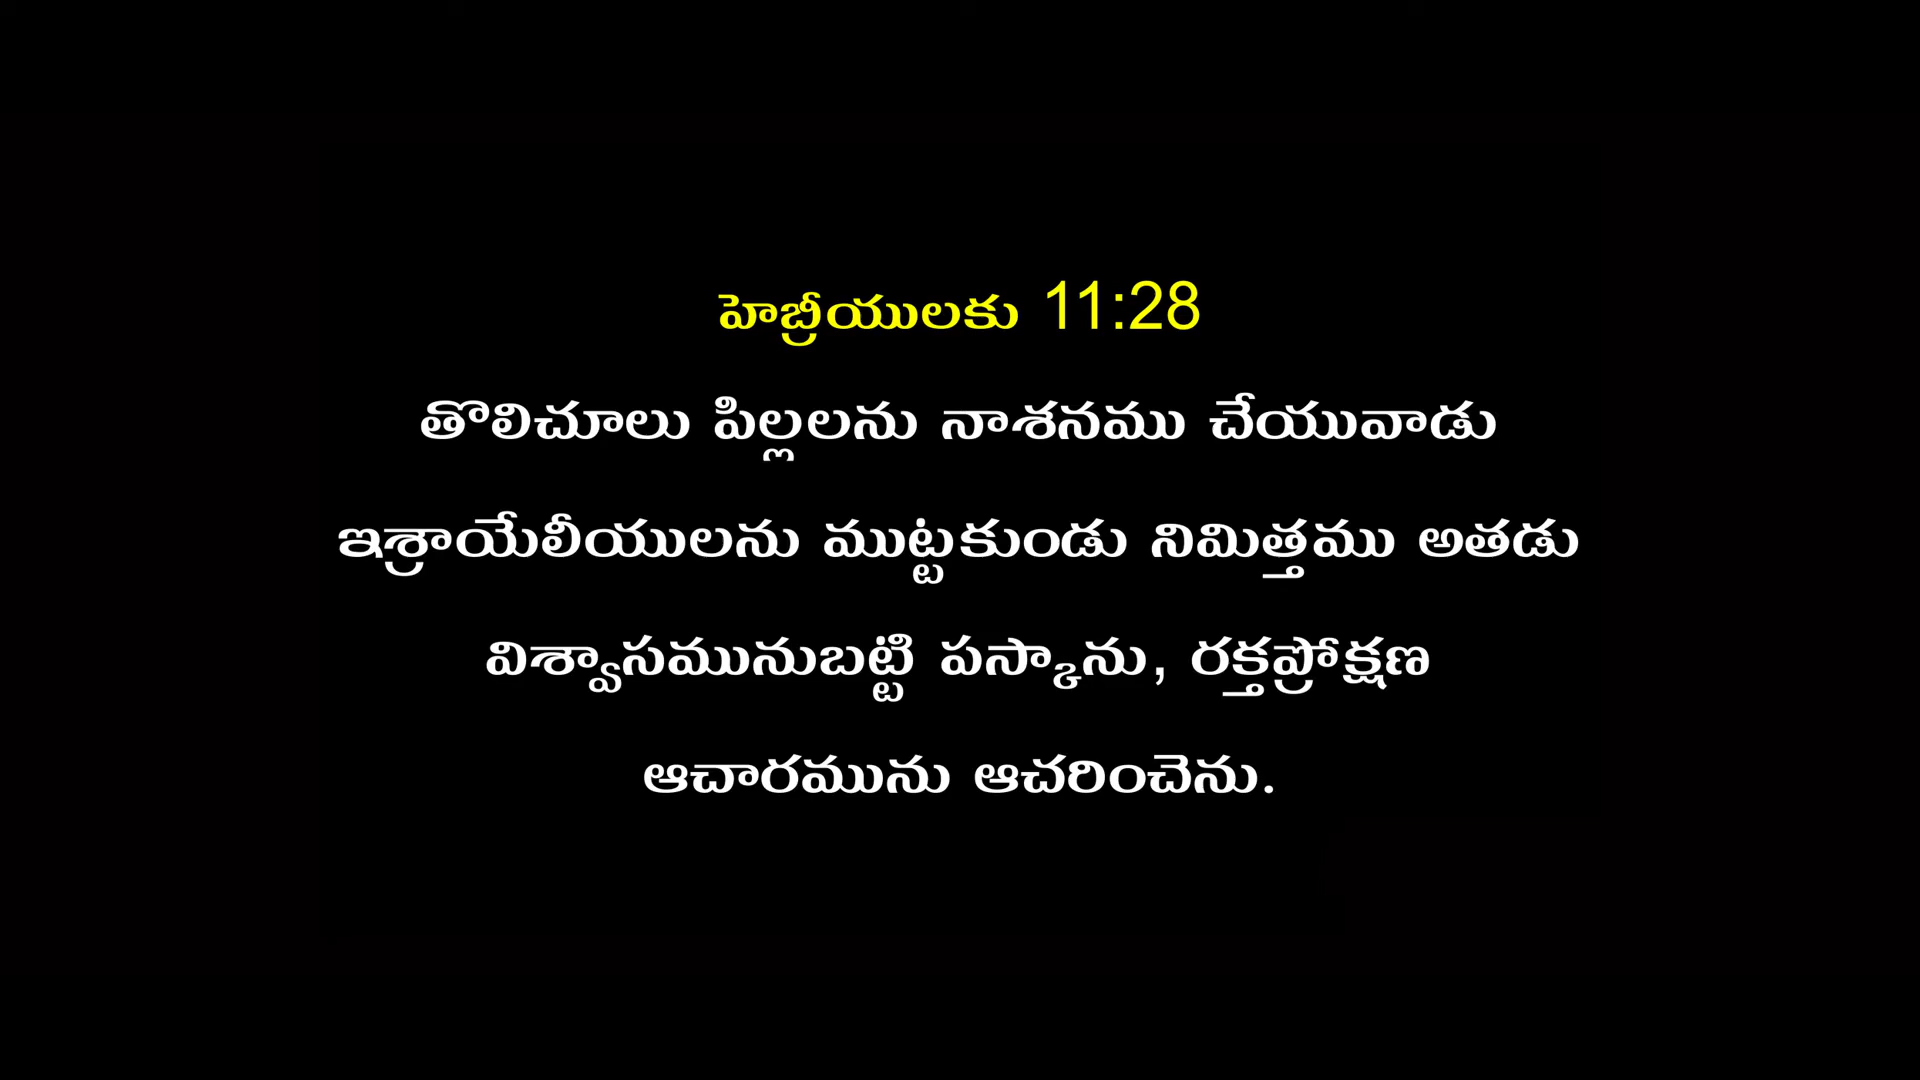 హెబ్రీయులకు 11:28
తొలిచూలు పిల్లలను నాశనము చేయువాడు
ఇశ్రాయేలీయులను ముట్టకుండు నిమిత్తము అతడు
విశ్వాసమునుబట్టి పస్కాను, రక్తప్రోక్షణ
ఆచారమును ఆచరించెను.